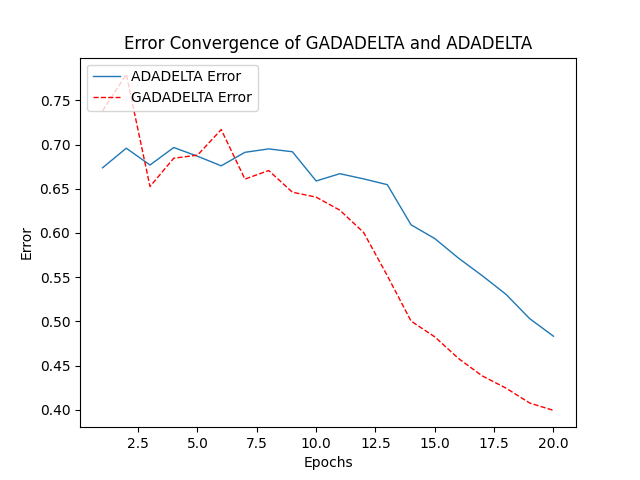 Error Convergence of GADADELTA and ADADELTA
ADADELTA Error
GADADELTA Error
0.75
0.70
0.65
0.60
0.55
0.50
0.45
0.40
Error
2.5 5.0 7.5 10.0 12.5 15.0 17.5 20.0
Epochs